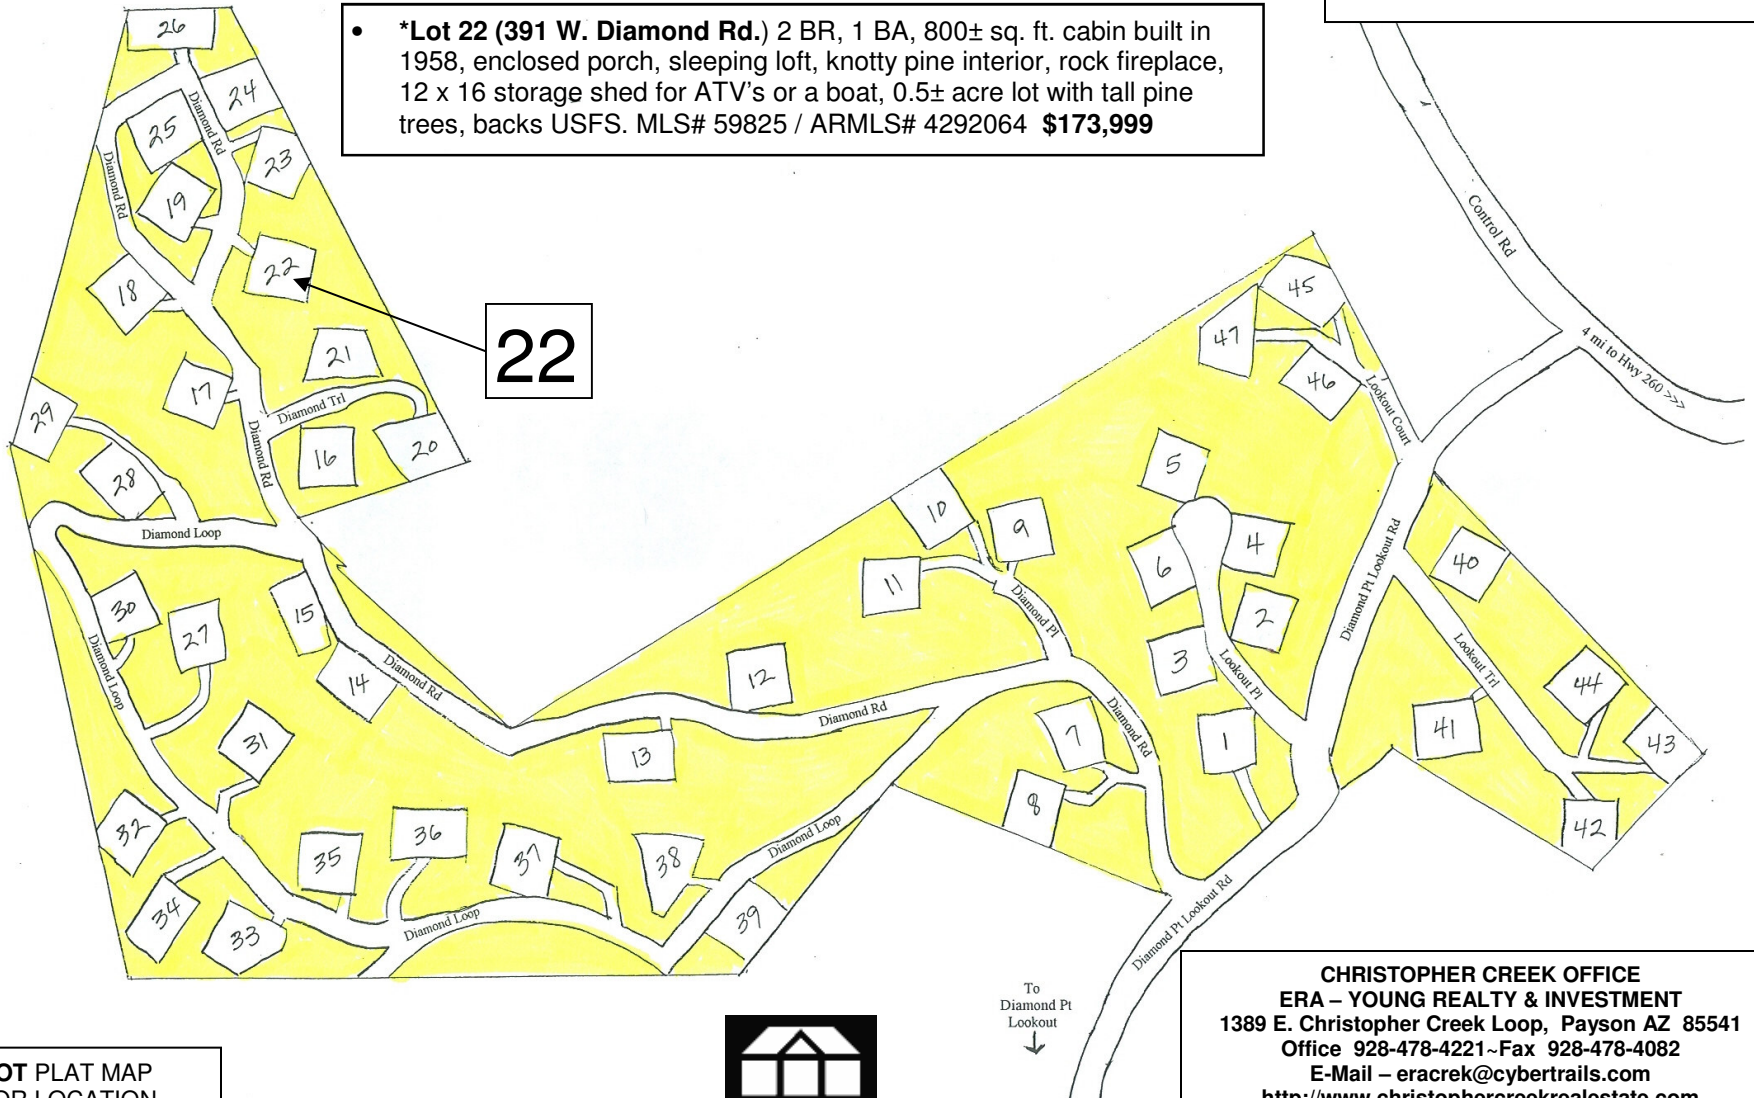 • *Lot 22 (391 W. Diamond Rd.) 2 BR, 1 BA, 800± sq. ft. cabin built in
1958, enclosed porch, sleeping loft, knotty pine interior, rock fireplace,
12 x 16 storage shed for ATV's or a boat, 0.5± acre lot with tall pine
trees, backs USFS. MLS# 59825 / ARMLS# 4292064 $173,999
26
24
25
Diamond Rd
23
Diamond Rd
19
22
18
22
21
17
Diamond Trl
29
Diamond Rd
16
20
28
Diamond Loop
30
27
15
Diamond Loop
14
Diamond Rd
31
13
12
Diamond Rd
32
36
35
37
38
Diamond Loop
34
33
Diamond Loop
39
Control Rd
4 mi to Hwy 260 >>>
45
47
46
Lookout Court
5
10
9
4
6
11
40
Diamond Pl
2
Diamond Pt Lookout Rd
3
Lookout Pl
Lookout Trl
44
7
Diamond Rd
1
41
43
8
42
Diamond Pt Lookout Rd
To
Diamond Pt
Lookout
CHRISTOPHER CREEK OFFICE
ERA – YOUNG REALTY & INVESTMENT
1389 E. Christopher Creek Loop, Payson AZ 85541
Office 928-478-4221~Fax 928-478-4082
E-Mail – eracrek@cybertrails.com
http://www.christophercreekrealestate.com
OT PLAT MAP
OR LOCATION